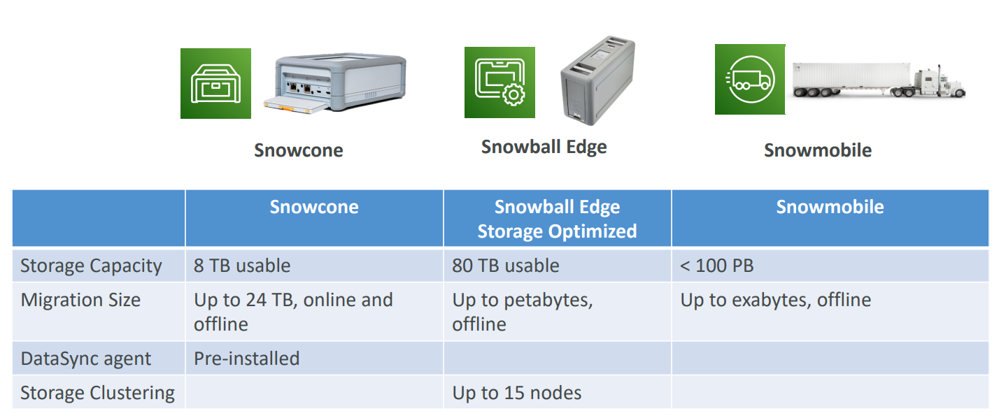 Snowcone
Snowball Edge
Snowmobile
Snowcone
Snowball Edge
Storage Optimized
Snowmobile
Storage Capacity
8 TB usable
80 TB usable
< 100 PB
Migration Size
Up to 24 TB, online and
offline
Up to petabytes,
offline
Up to exabytes, offline
DataSync agent
Pre-installed
Storage Clustering
Up to 15 nodes